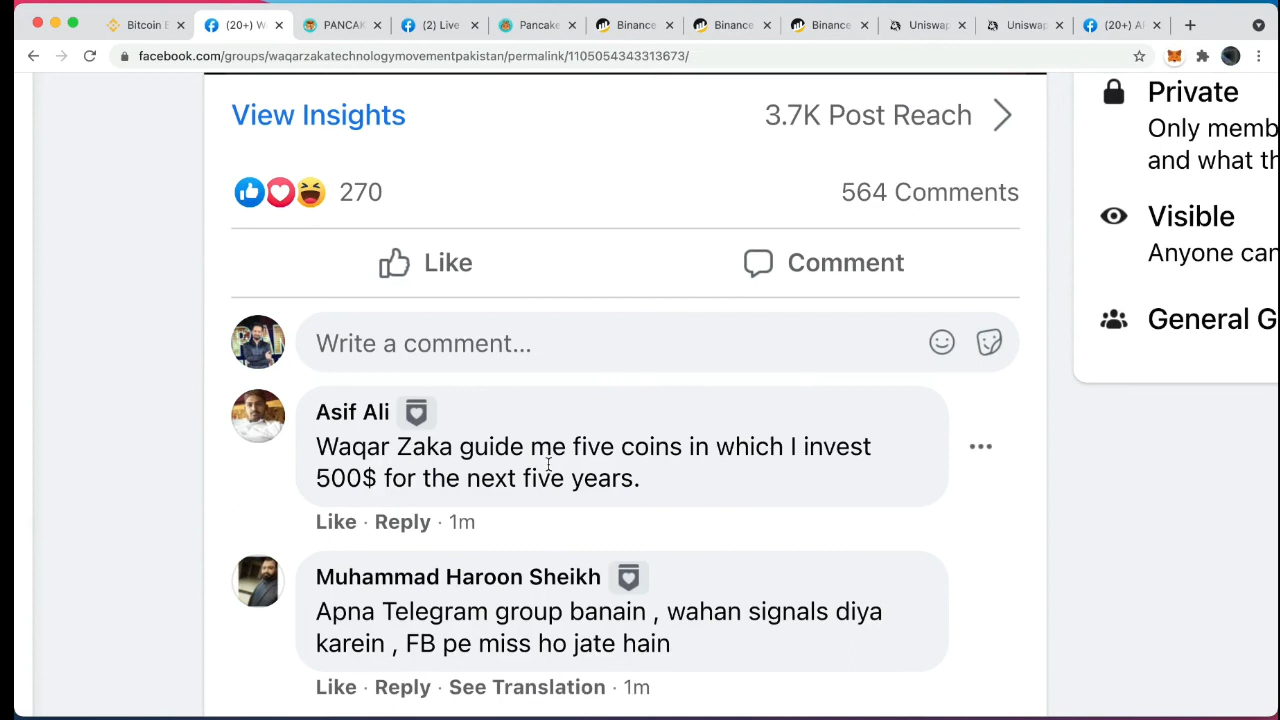 Bitcoin E
(20+) W
PANCAK
(2) Live
Pancake
Binance
Binance
Binance
Uniswap
Uniswap
(20+) Al
facebook.com/groups/waqarzakatechnologymovementpakistan/permalink/1105054343313673/
View Insights
3.7K Post Reach
270
564 Comments
Like
Comment
Write a comment...
Asif Ali
Waqar Zaka guide me five coins in which I invest
500$ for the next five years.
Like · Reply · 1m
Muhammad Haroon Sheikh
Apna Telegram group banain , wahan signals diya
karein , FB pe miss ho jate hain
Like · Reply · See Translation · 1m
Private
Only memb
and what th
Visible
Anyone can
General G